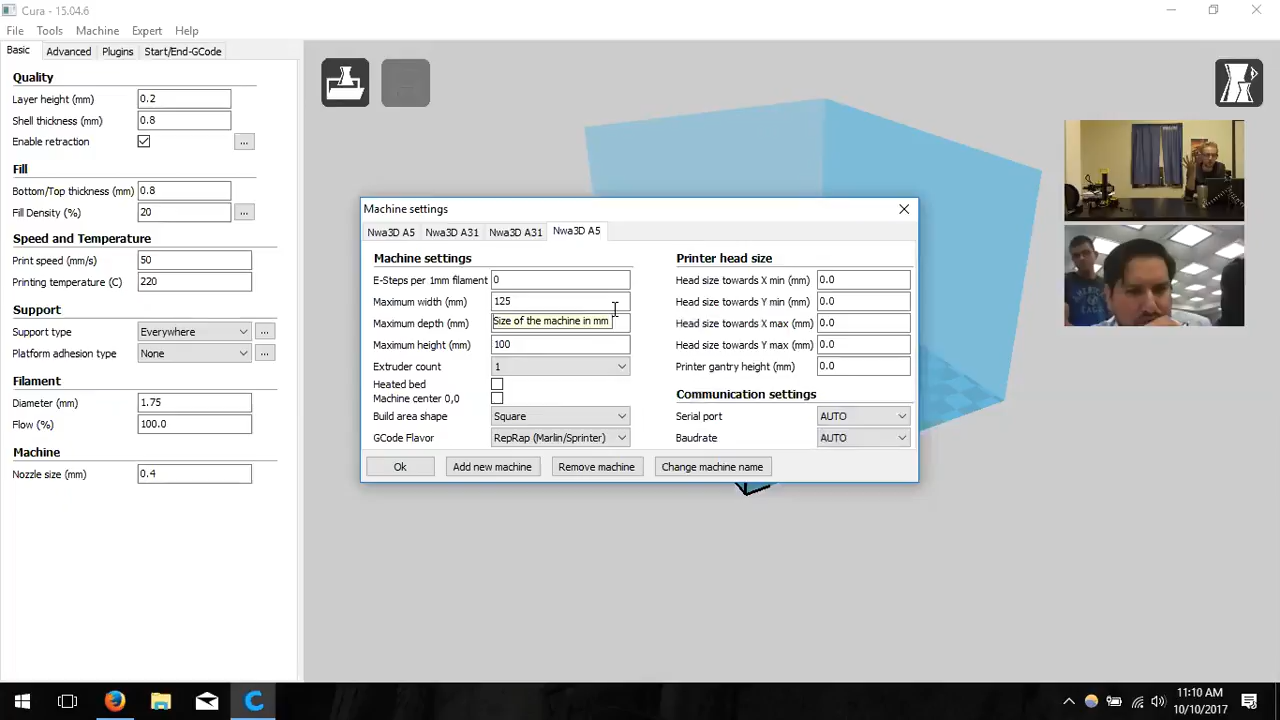 Cura - 15.04.6
File Tools Machine Expert Help
Basic Advanced Plugins Start/End-GCode
Quality
Layer height (mm) 0.2
Shell thickness (mm) 0.8
Enable retraction ...
Fill
Bottom/Top thickness (mm) 0.8
Fill Density (%) 20 ...
Speed and Temperature
Print speed (mm/s) 50
Printing temperature (C) 220
Support
Support type Everywhere ...
Platform adhesion type None ...
Filament
Diameter (mm) 1.75
Flow (%) 100.0
Machine
Nozzle size (mm) 0.4
Machine settings
Nwa3D A5 Nwa3D A31 Nwa3D A31 Nwa3D A5
Machine settings
E-Steps per 1mm filament 0
Maximum width (mm) 125
Maximum depth (mm)
Size of the machine in mm
Maximum height (mm) 100
Extruder count 1
Heated bed
Machine center 0,0
Build area shape Square
GCode Flavor RepRap (Marlin/Sprinter)
Printer head size
Head size towards X min (mm) 0.0
Head size towards Y min (mm) 0.0
Head size towards X max (mm) 0.0
Head size towards Y max (mm) 0.0
Printer gantry height (mm) 0.0
Communication settings
Serial port AUTO
Baudrate AUTO
Ok Add new machine Remove machine Change machine name
11:10 AM
10/10/2017